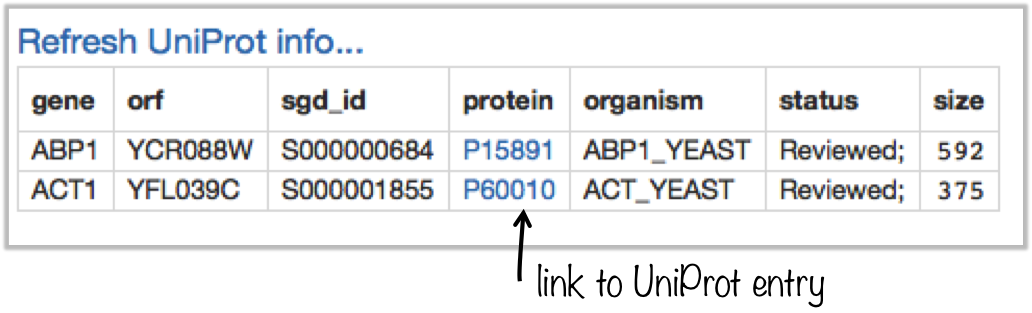 Refresh UniProt info...
gene orf sgd_id protein organism status size
ABP1 YCR088W S000000684 P15891 ABP1_YEAST Reviewed; 592
ACT1 YFL039C S000001855 P60010 ACT_YEAST Reviewed; 375
link to UniProt entry